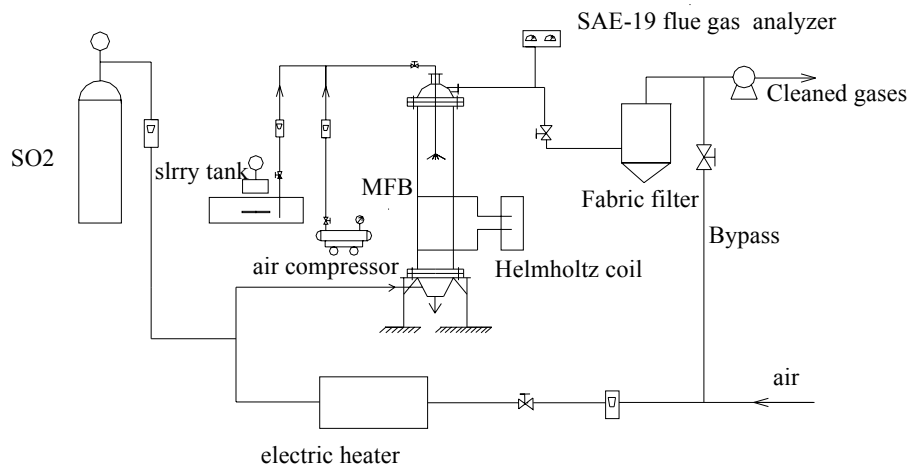 SAE-19 flue gas analyzer
Cleaned gases
SO2
slrry tank
MFB
Fabric filter
Bypass
air compressor
Helmholtz coil
air
electric heater